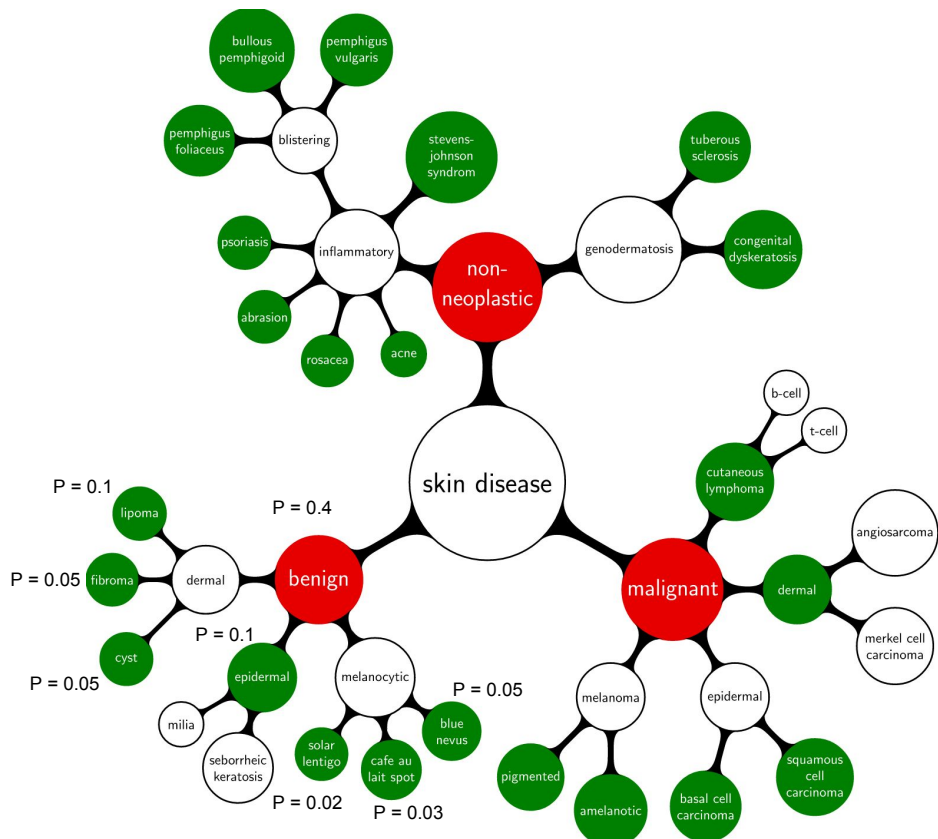 bullous
pemphigoid
pemphigus
vulgaris
pemphigus
foliaceus
blistering
stevens-
johnson
syndrom
tuberous
sclerosis
psoriasis
inflammatory
non-
neoplastic
genodermatosis
congenital
dyskeratosis
abrasion
rosacea
acne
b-cell
t-cell
skin disease
cutaneous
lymphoma
P = 0.1
P = 0.4
lipoma
angiosarcoma
P = 0.05
fibroma
dermal
benign
malignant
dermal
P = 0.1
merkel cell
carcinoma
cyst
P = 0.05
epidermal
melanocytic
P = 0.05
melanoma
epidermal
milia
blue
nevus
solar
lentigo
cafe au
lait spot
seborrheic
keratosis
P = 0.02
P = 0.03
pigmented
amelanotic
basal cell
carcinoma
squamous
cell
carcinoma